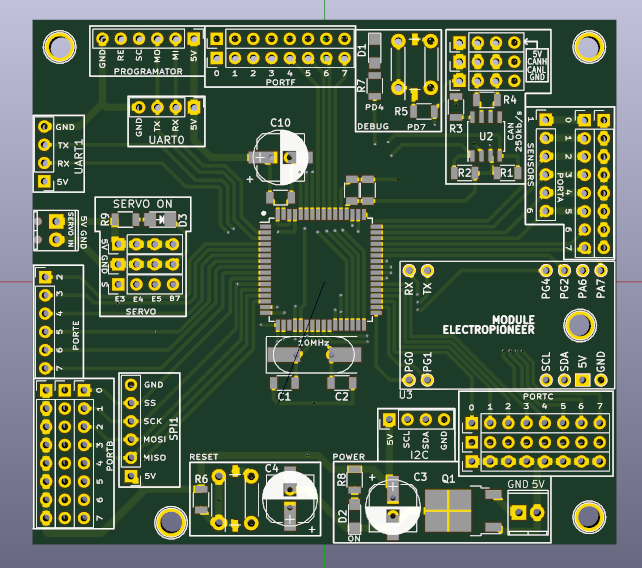 GND RE SC MO MI 5V
PROGRAMATOR
0 1 2 3 4 5 6 7
PORTF
D1
R7
PD4
R5
DEBUG PD7
5V
CANH
CANL
GND
R4
R3
U2
CAN
250kb/s
R2 R1
GND TX RX 5V
UART0
C10
+
GND
TX
RX
5V
UART1
1
6
SENSORS
0
1
2
3
4
5
6
7
PORTA
SERVO ON
R9 D3
SERVO IN
5V GND
5V GND S
E3 E4 E5 B7
SERVO
2
3
4
5
6
7
PORTE
RX TX
PG4 PG2 PA6 PA7
MODULE
ELECTROPIONEER
PG0 PG1
SCL SDA 5V GND
U3
10MHz
C1 C2
0
1
2
3
4
5
6
7
PORTB
GND
SS
SCK
MOSI
MISO
5V
SPI1
5V SCL SDA GND
I2C
PORTC
0 1 2 3 4 5 6 7
RESET
R6
C4
+
POWER
R8
D2
ON
C3
+
Q1
GND 5V